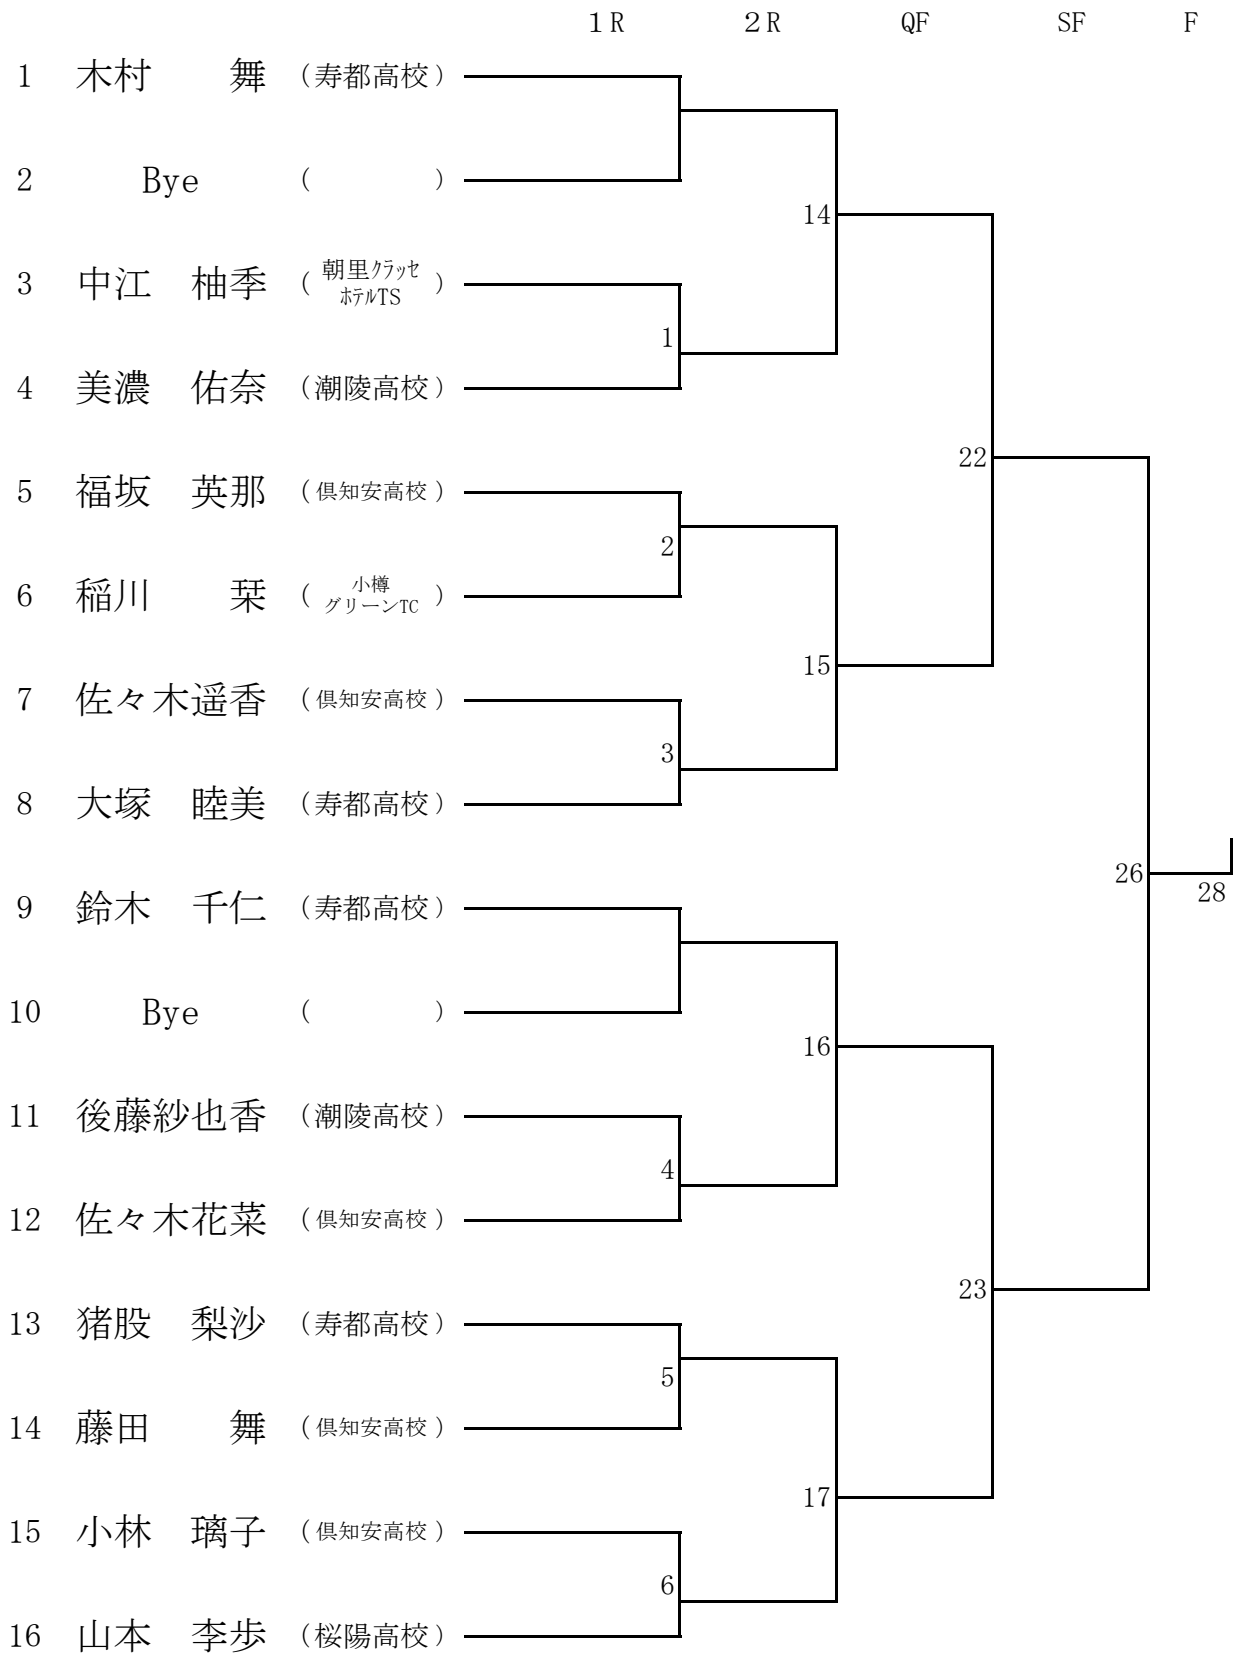 １R ２R QF SF F
1 木村　舞 （寿都高校）
2 Bye （　）
14
3 中江　柚季 （朝里ｸﾗｯｾ
ﾎﾃﾙTS）
1
4 美濃　佑奈 （潮陵高校）
22
5 福坂　英那 （倶知安高校）
2
6 稲川　栞 （小樽
グリーンTC）
15
7 佐々木遥香 （倶知安高校）
3
8 大塚　睦美 （寿都高校）
26
28
9 鈴木　千仁 （寿都高校）
10 Bye （　）
16
11 後藤紗也香 （潮陵高校）
4
12 佐々木花菜 （倶知安高校）
23
13 猪股　梨沙 （寿都高校）
5
14 藤田　舞 （倶知安高校）
17
15 小林　璃子 （倶知安高校）
6
16 山本　李歩 （桜陽高校）